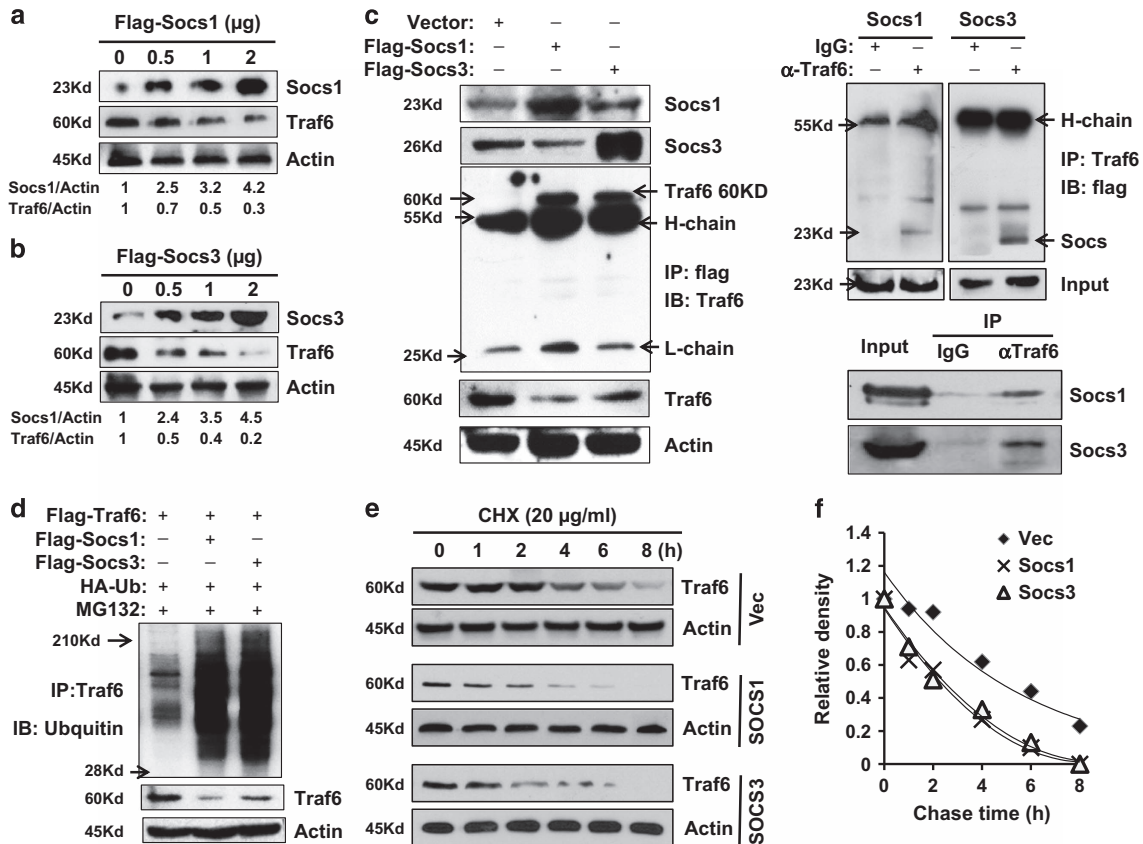 a
Flag-Socs1 (µg)
0 0.5 1 2
23Kd Socs1
60Kd Traf6
45Kd Actin
Socs1/Actin 1 2.5 3.2 4.2
Traf6/Actin 1 0.7 0.5 0.3
b
Flag-Socs3 (µg)
0 0.5 1 2
23Kd Socs3
60Kd Traf6
45Kd Actin
Socs1/Actin 1 2.4 3.5 4.5
Traf6/Actin 1 0.5 0.4 0.2
c
Vector: + – –
Flag-Socs1: – + –
Flag-Socs3: – – +
23Kd Socs1
26Kd Socs3
60Kd Traf6 60KD
55Kd H-chain
IP: flag
IB: Traf6
25Kd L-chain
60Kd Traf6
45Kd Actin
Socs1 Socs3
IgG: + – + –
α-Traf6: – + – +
55Kd H-chain
IP: Traf6
IB: flag
23Kd Socs
23Kd Input
IP
Input IgG αTraf6
Socs1
Socs3
d
Flag-Traf6: + + +
Flag-Socs1: – + –
Flag-Socs3: – – +
HA-Ub: + + +
MG132: + + +
210Kd
IP:Traf6
IB: Ubquitin
28Kd
60Kd Traf6
45Kd Actin
e
CHX (20 µg/ml)
0 1 2 4 6 8 (h)
60Kd Traf6
45Kd Actin
Vec
60Kd Traf6
45Kd Actin
SOCS1
60Kd Traf6
45Kd Actin
SOCS3
f
Relative density
1.4
1.2
1
0.8
0.6
0.4
0.2
0
Vec
Socs1
Socs3
0 2 4 6 8
Chase time (h)